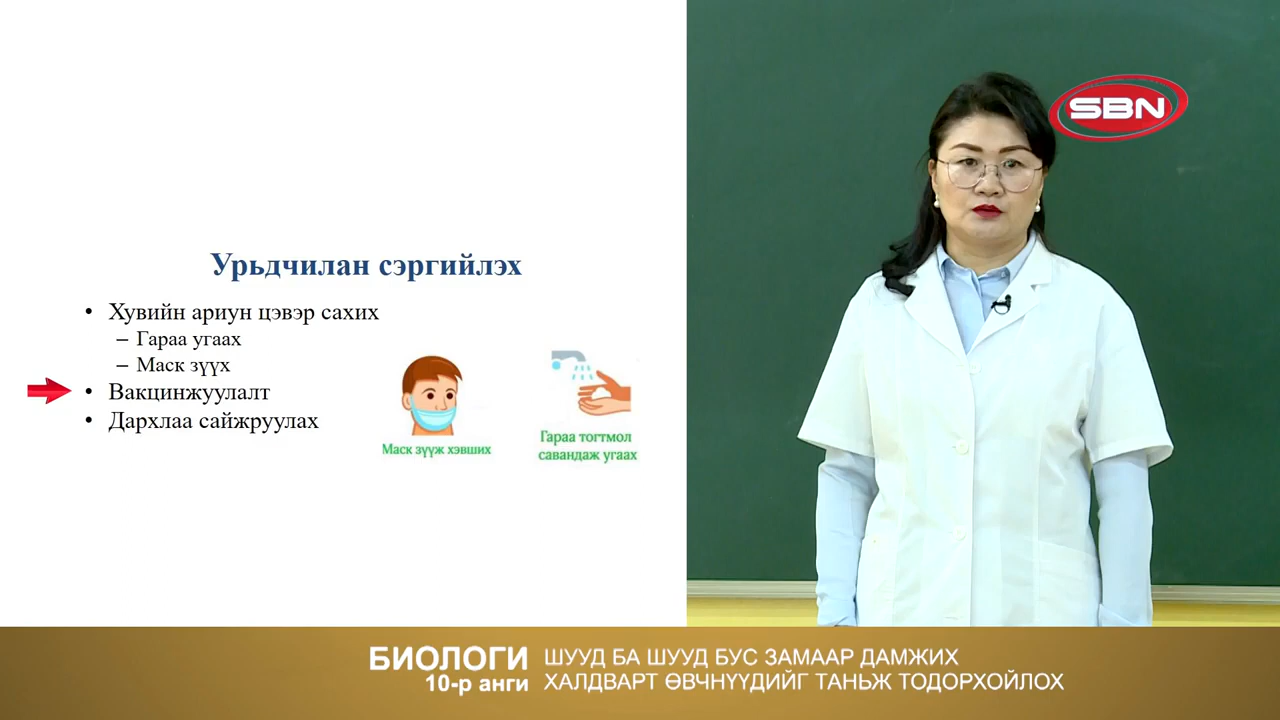 SBN
Урьдчилан сэргийлэх
• Хувийн ариун цэвэр сахих
– Гараа угаах
– Маск зүүх
• Вакцинжуулалт
• Дархлаа сайжруулах
Маск зүүж хэвших
Гараа тогтмол
савандаж угаах
БИОЛОГИ
10-р анги
ШУУД БА ШУУД БУС ЗАМААР ДАМЖИХ
ХАЛДВАРТ ӨВЧНҮҮДИЙГ ТАНЬЖ ТОДОРХОЙЛОХ